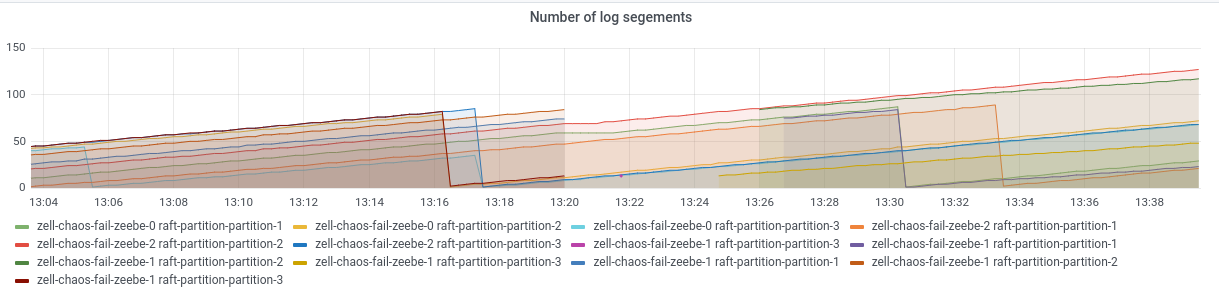 Number of log segements
150
100
50
0
13:04 13:06 13:08 13:10 13:12 13:14 13:16 13:18 13:20 13:22 13:24 13:26 13:28 13:30 13:32 13:34 13:36 13:38
zell-chaos-fail-zeebe-0 raft-partition-partition-1 zell-chaos-fail-zeebe-0 raft-partition-partition-2 zell-chaos-fail-zeebe-0 raft-partition-partition-3 zell-chaos-fail-zeebe-2 raft-partition-partition-1
zell-chaos-fail-zeebe-2 raft-partition-partition-2 zell-chaos-fail-zeebe-2 raft-partition-partition-3 zell-chaos-fail-zeebe-1 raft-partition-partition-3 zell-chaos-fail-zeebe-1 raft-partition-partition-1
zell-chaos-fail-zeebe-1 raft-partition-partition-2 zell-chaos-fail-zeebe-1 raft-partition-partition-3 zell-chaos-fail-zeebe-1 raft-partition-partition-1 zell-chaos-fail-zeebe-1 raft-partition-partition-2
zell-chaos-fail-zeebe-1 raft-partition-partition-3